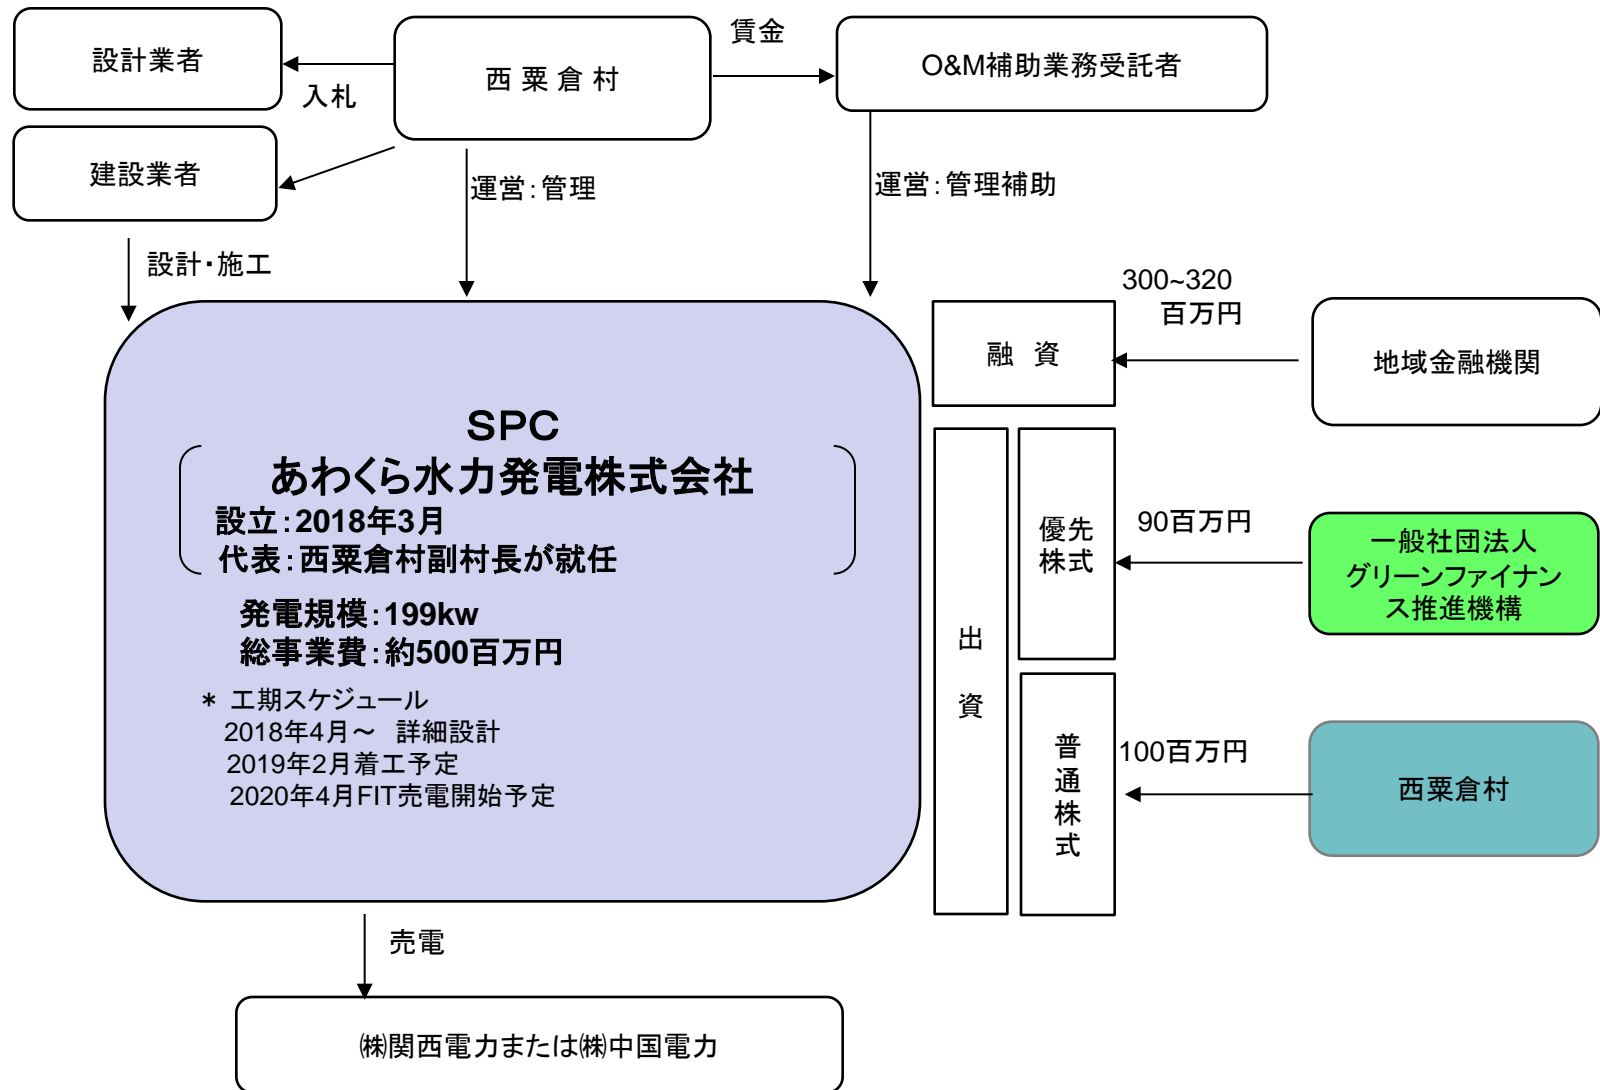 設計業者
西 粟 倉 村
賃金
O&M補助業務受託者
入札
建設業者
運営：管理
運営：管理補助
設計・施工
300~320
百万円
融 資
地域金融機関
SPC
あわくら水力発電株式会社
設立：2018年3月
代表：西粟倉村副村長が就任
発電規模：199kw
総事業費：約500百万円
＊ 工期スケジュール
2018年4月～ 詳細設計
2019年2月着工予定
2020年4月FIT売電開始予定
出
資
優先
株式
90百万円
一般社団法人
グリーンファイナン
ス推進機構
普
通
株
式
100百万円
西粟倉村
売電
㈱関西電力または㈱中国電力